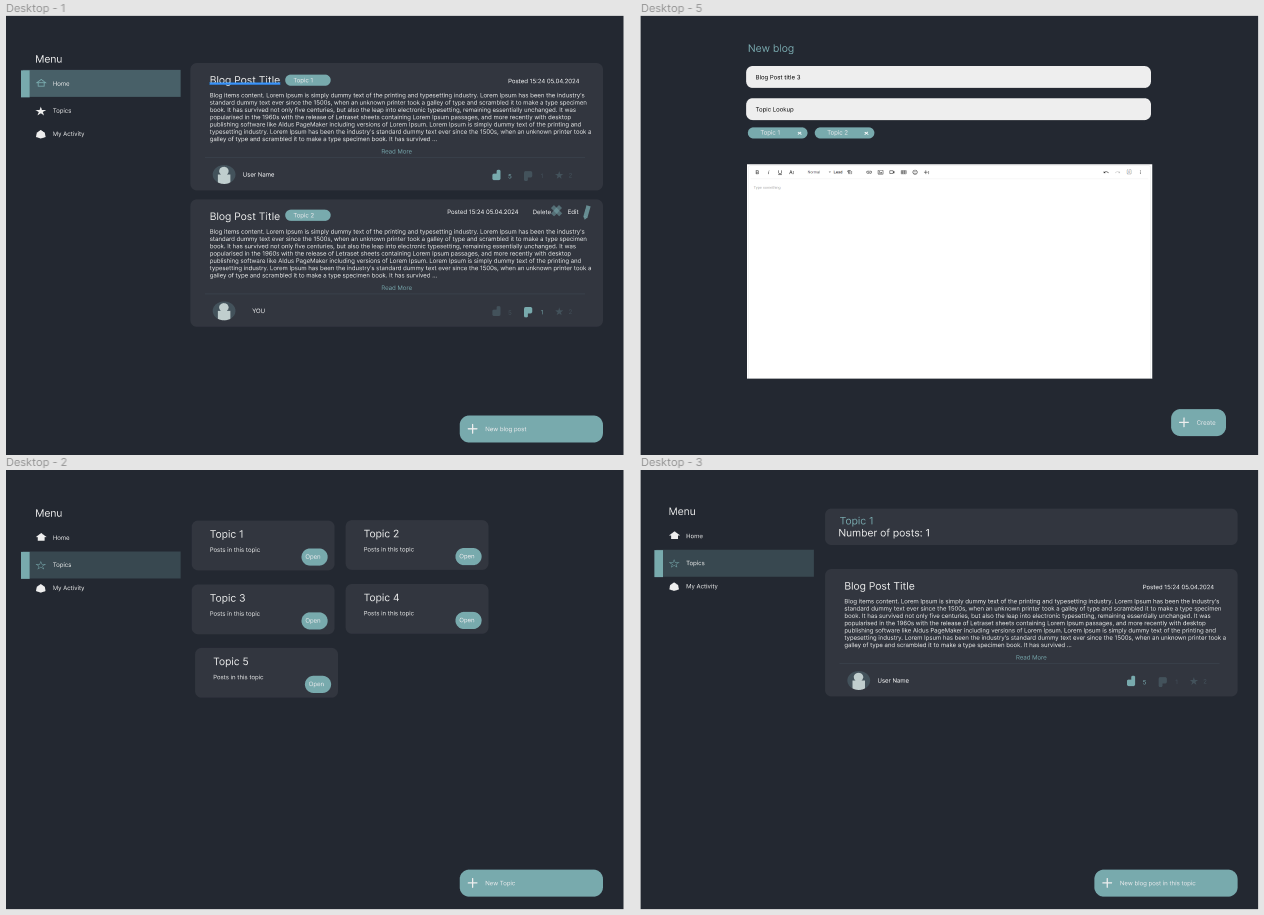 Desktop - 1
Menu
Home
Topics
My Activity
Blog Post Title
Topic 1
Posted 15:24 05.04.2024
Blog items content. Lorem Ipsum is simply dummy text of the printing and typesetting industry. Lorem Ipsum has been the industry's
standard dummy text ever since the 1500s, when an unknown printer took a galley of type and scrambled it to make a type specimen
book. It has survived not only five centuries, but also the leap into electronic typesetting, remaining essentially unchanged. It was
popularised in the 1960s with the release of Letraset sheets containing Lorem Ipsum passages, and more recently with desktop
publishing software like Aldus PageMaker including versions of Lorem Ipsum. Lorem Ipsum is simply dummy text of the printing and
typesetting industry. Lorem Ipsum has been the industry's standard dummy text ever since the 1500s, when an unknown printer took a
galley of type and scrambled it to make a type specimen book. It has survived ...
Read More
User Name
5
Blog Post Title
Topic 2
Posted 15:24 05.04.2024
Delete
Edit
Blog items content. Lorem Ipsum is simply dummy text of the printing and typesetting industry. Lorem Ipsum has been the industry's
standard dummy text ever since the 1500s, when an unknown printer took a galley of type and scrambled it to make a type specimen
book. It has survived not only five centuries, but also the leap into electronic typesetting, remaining essentially unchanged. It was
popularised in the 1960s with the release of Letraset sheets containing Lorem Ipsum passages, and more recently with desktop
publishing software like Aldus PageMaker including versions of Lorem Ipsum. Lorem Ipsum is simply dummy text of the printing and
typesetting industry. Lorem Ipsum has been the industry's standard dummy text ever since the 1500s, when an unknown printer took a
galley of type and scrambled it to make a type specimen book. It has survived ...
Read More
YOU
1
New blog post
Desktop - 5
New blog
Blog Post title 3
Topic Lookup
Topic 1
Topic 2
Normal
Lead
Type something
Create
Desktop - 2
Menu
Home
Topics
My Activity
Topic 1
Posts in this topic
Open
Topic 2
Posts in this topic
Open
Topic 3
Posts in this topic
Open
Topic 4
Posts in this topic
Open
Topic 5
Posts in this topic
Open
New Topic
Desktop - 3
Menu
Home
Topics
My Activity
Topic 1
Number of posts: 1
Blog Post Title
Posted 15:24 05.04.2024
Blog items content. Lorem Ipsum is simply dummy text of the printing and typesetting industry. Lorem Ipsum has been the industry's
standard dummy text ever since the 1500s, when an unknown printer took a galley of type and scrambled it to make a type specimen
book. It has survived not only five centuries, but also the leap into electronic typesetting, remaining essentially unchanged. It was
popularised in the 1960s with the release of Letraset sheets containing Lorem Ipsum passages, and more recently with desktop
publishing software like Aldus PageMaker including versions of Lorem Ipsum. Lorem Ipsum is simply dummy text of the printing and
typesetting industry. Lorem Ipsum has been the industry's standard dummy text ever since the 1500s, when an unknown printer took a
galley of type and scrambled it to make a type specimen book. It has survived ...
Read More
User Name
5
New blog post in this topic